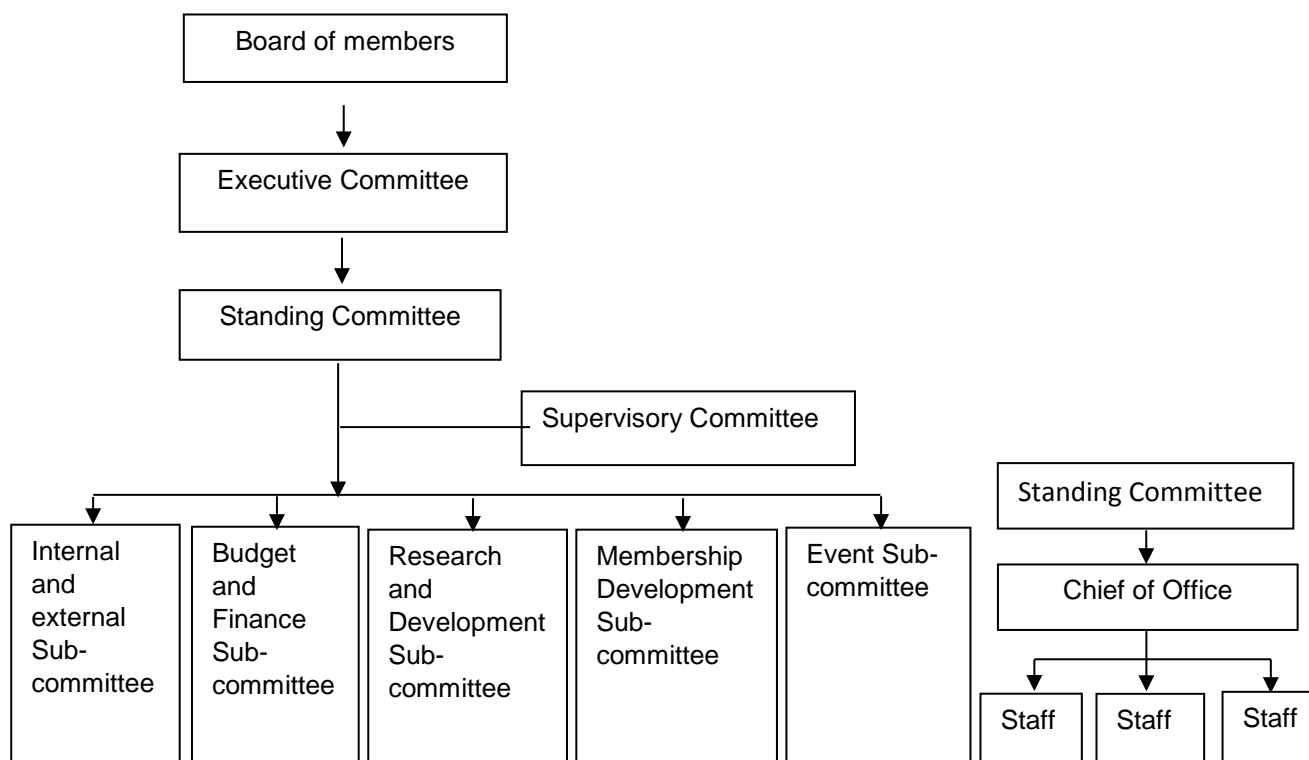 Board of members
Executive Committee
Standing Committee
Supervisory Committee
Internal
and
external
Sub-
committee
Budget
and
Finance
Sub-
committee
Research
and
Development
Sub-
committee
Membership
Development
Sub-
committee
Event Sub-
committee
Standing Committee
Chief of Office
Staff
Staff
Staff